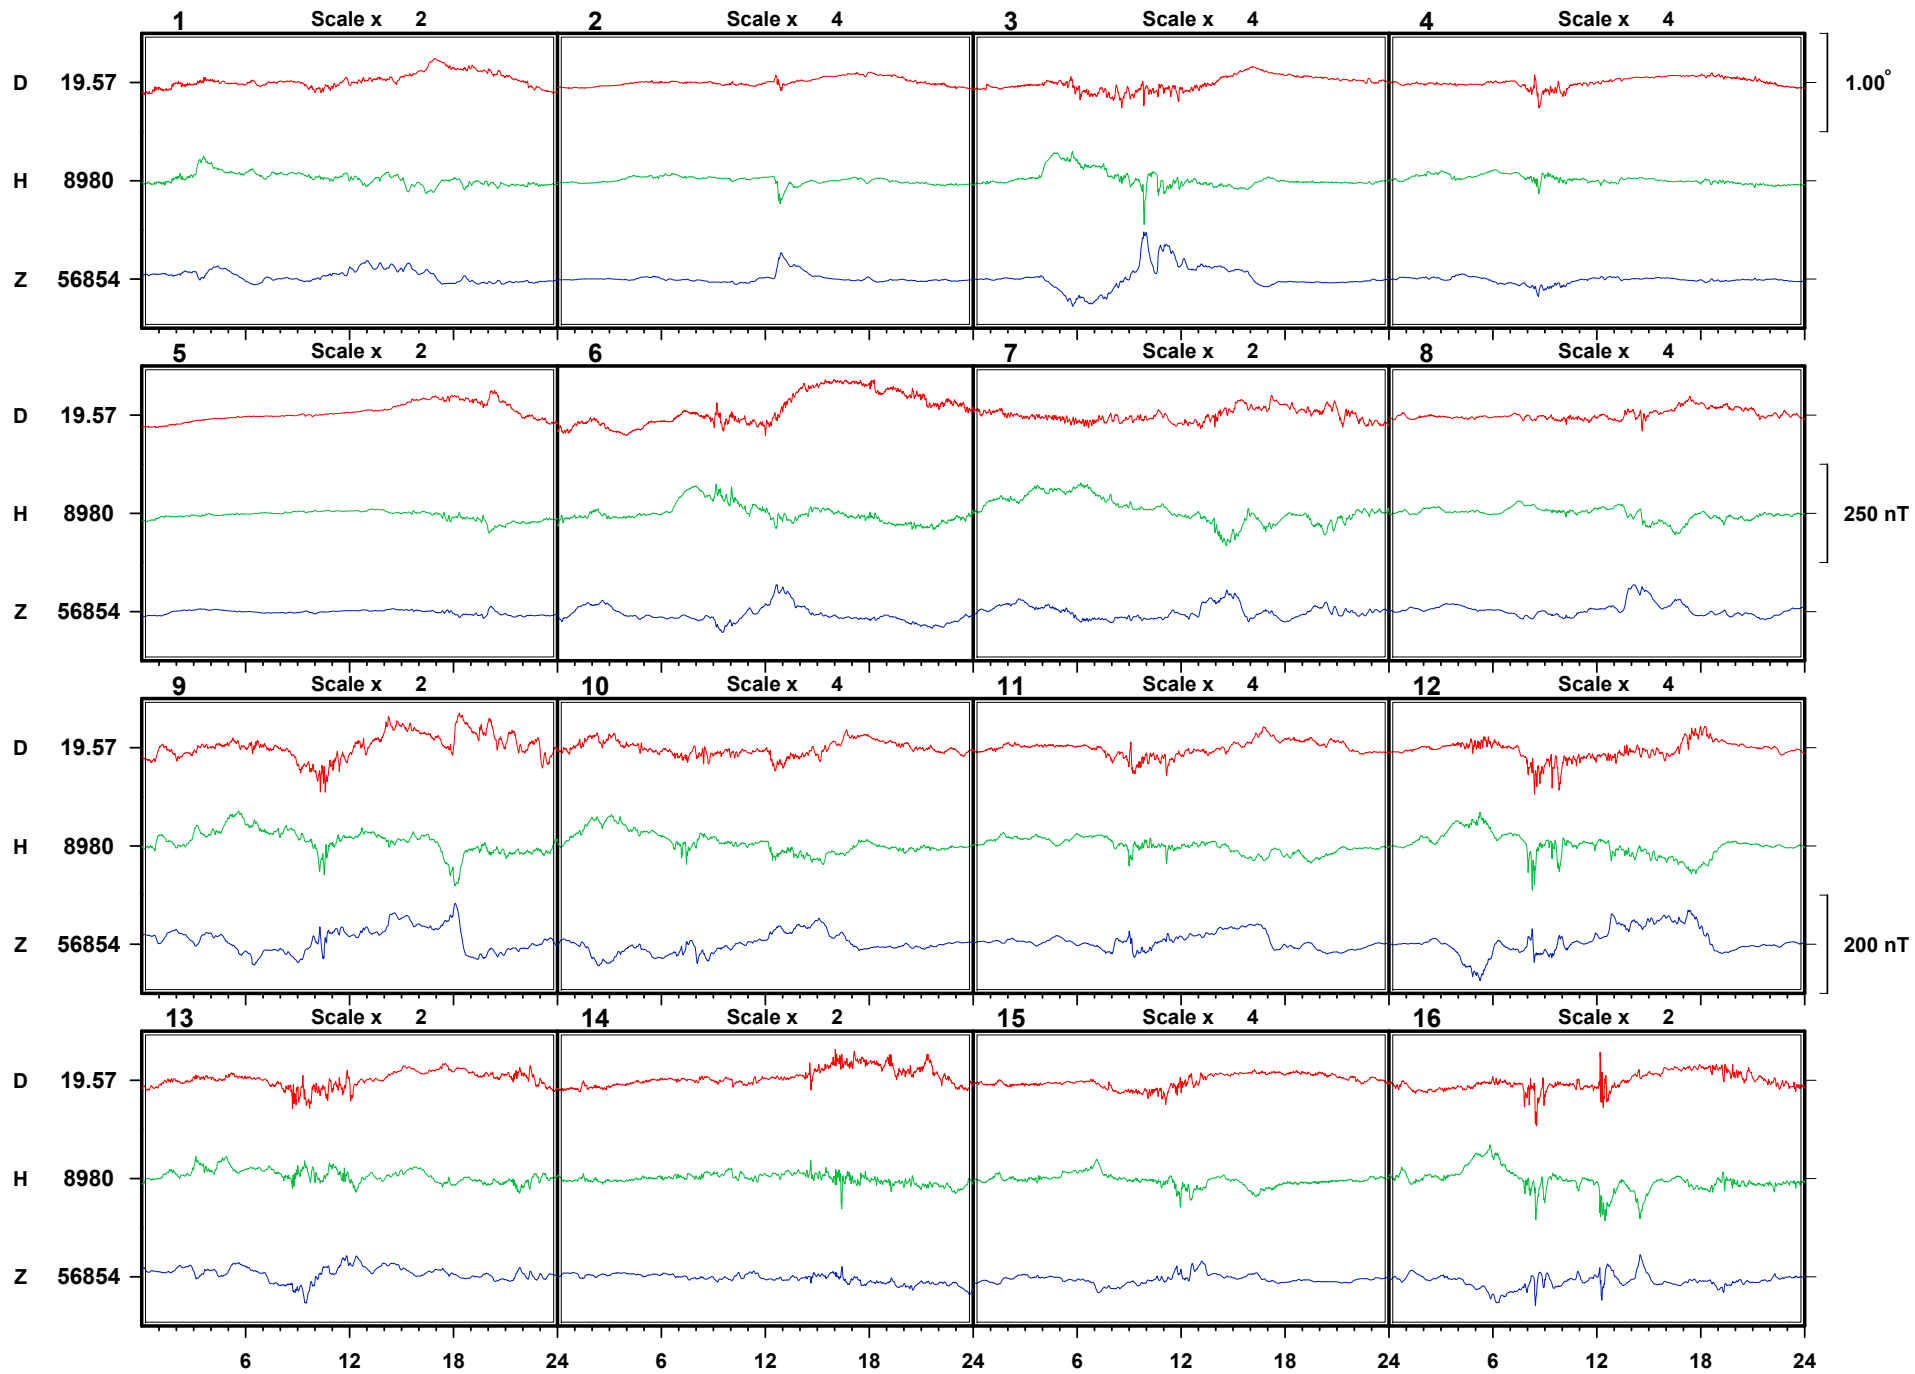 1 Scale x 2 2 Scale x 4 3 Scale x 4 4 Scale x 4
D 19.57 1.00°
H 8980
Z 56854
5 Scale x 2 6 7 Scale x 2 8 Scale x 4
D 19.57
H 8980 250 nT
Z 56854
6 12 18 24 6 12 18 24 6 12 18 24 6 12 18 24
9 Scale x 2 10 Scale x 4 11 Scale x 4 12 Scale x 4
D 19.57
H 8980
Z 56854 200 nT
13 Scale x 2 14 Scale x 2 15 Scale x 4 16 Scale x 2
D 19.57
H 8980
Z 56854